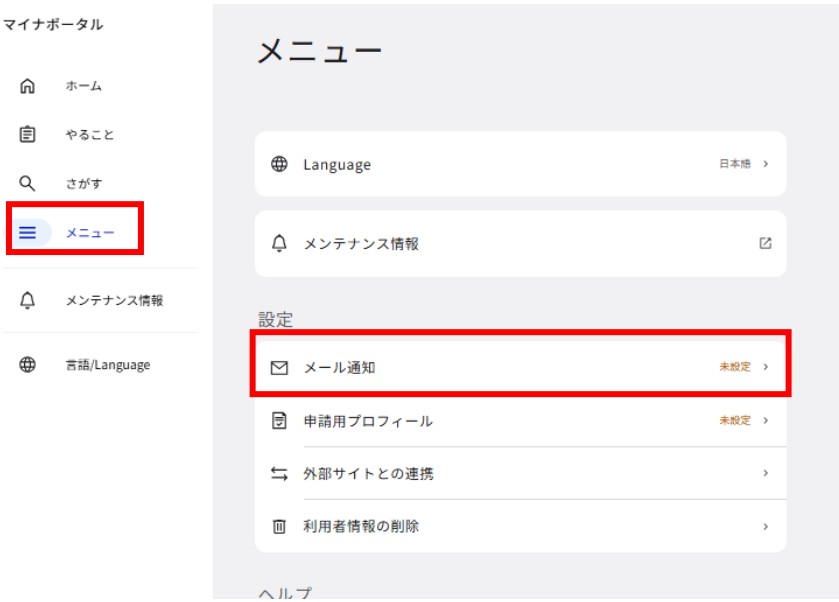 マイナポータル
ホーム
やること
さがす
メニュー
メンテナンス情報
言語/Language
メニュー
Language 日本語
メンテナンス情報
設定
メール通知 未設定
申請用プロフィール 未設定
外部サイトとの連携
利用者情報の削除
ヘルプ